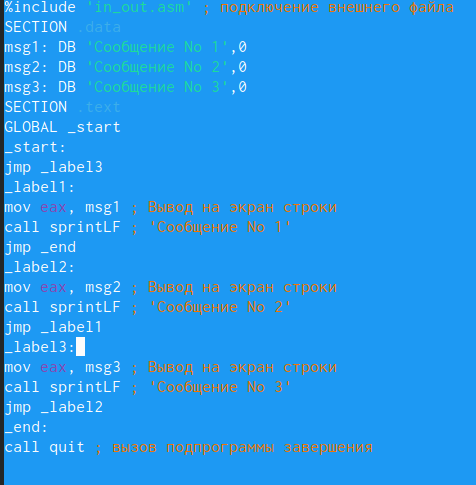 %include 'in_out.asm' ; подключение внешнего файла
SECTION .data
msg1: DB 'Сообщение No 1',0
msg2: DB 'Сообщение No 2',0
msg3: DB 'Сообщение No 3',0
SECTION .text
GLOBAL _start
_start:
jmp _label3
_label1:
mov eax, msg1 ; Вывод на экран строки
call sprintLF ; 'Сообщение No 1'
jmp _end
_label2:
mov eax, msg2 ; Вывод на экран строки
call sprintLF ; 'Сообщение No 2'
jmp _label1
_label3:
mov eax, msg3 ; Вывод на экран строки
call sprintLF ; 'Сообщение No 3'
jmp _label2
_end:
call quit ; вызов подпрограммы завершения